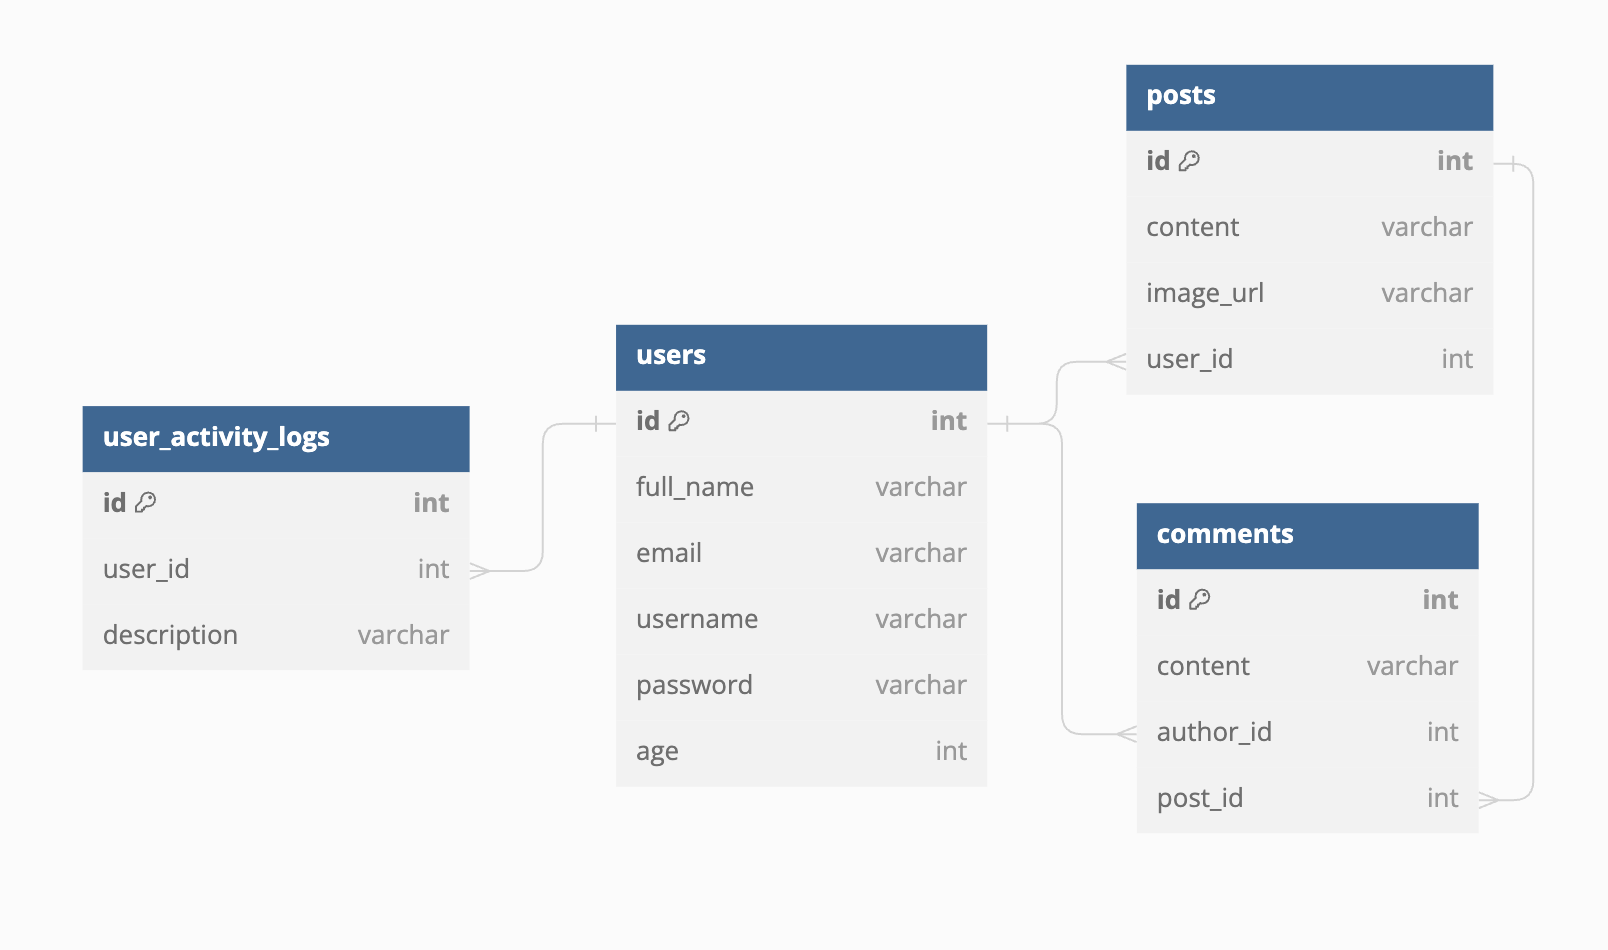 posts
id int
content varchar
image_url varchar
user_id int
users
id int
full_name varchar
email varchar
username varchar
password varchar
age int
user_activity_logs
id int
user_id int
description varchar
comments
id int
content varchar
author_id int
post_id int